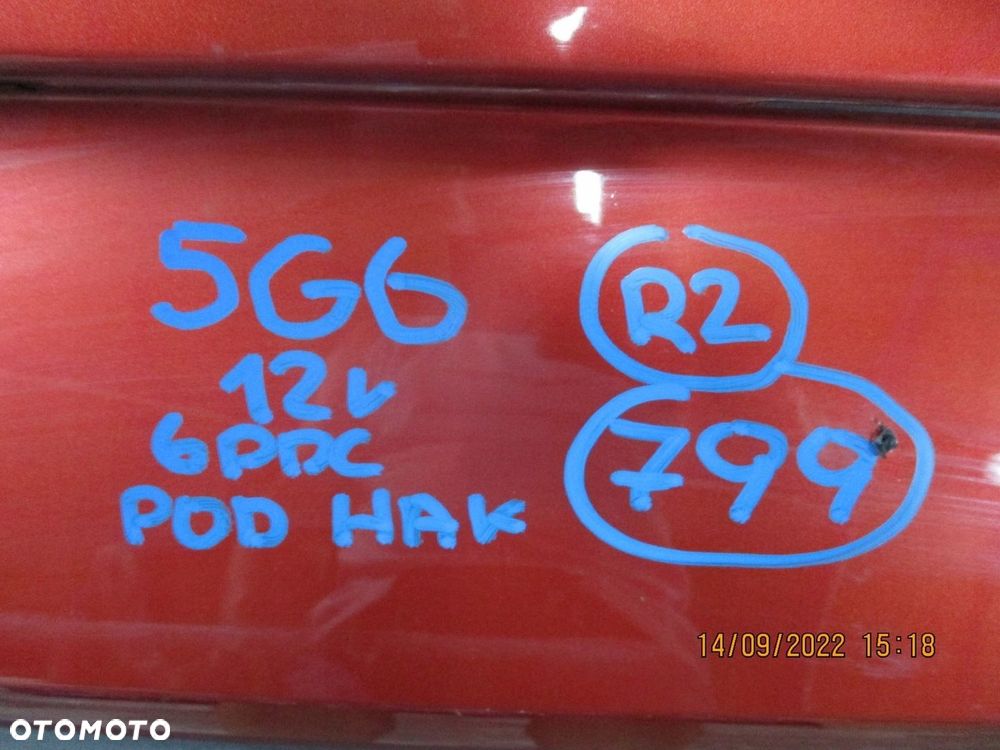 5G6
12v
6PDC
POD HAK
R2
799
14/09/2022 15:18
OTOMOTO